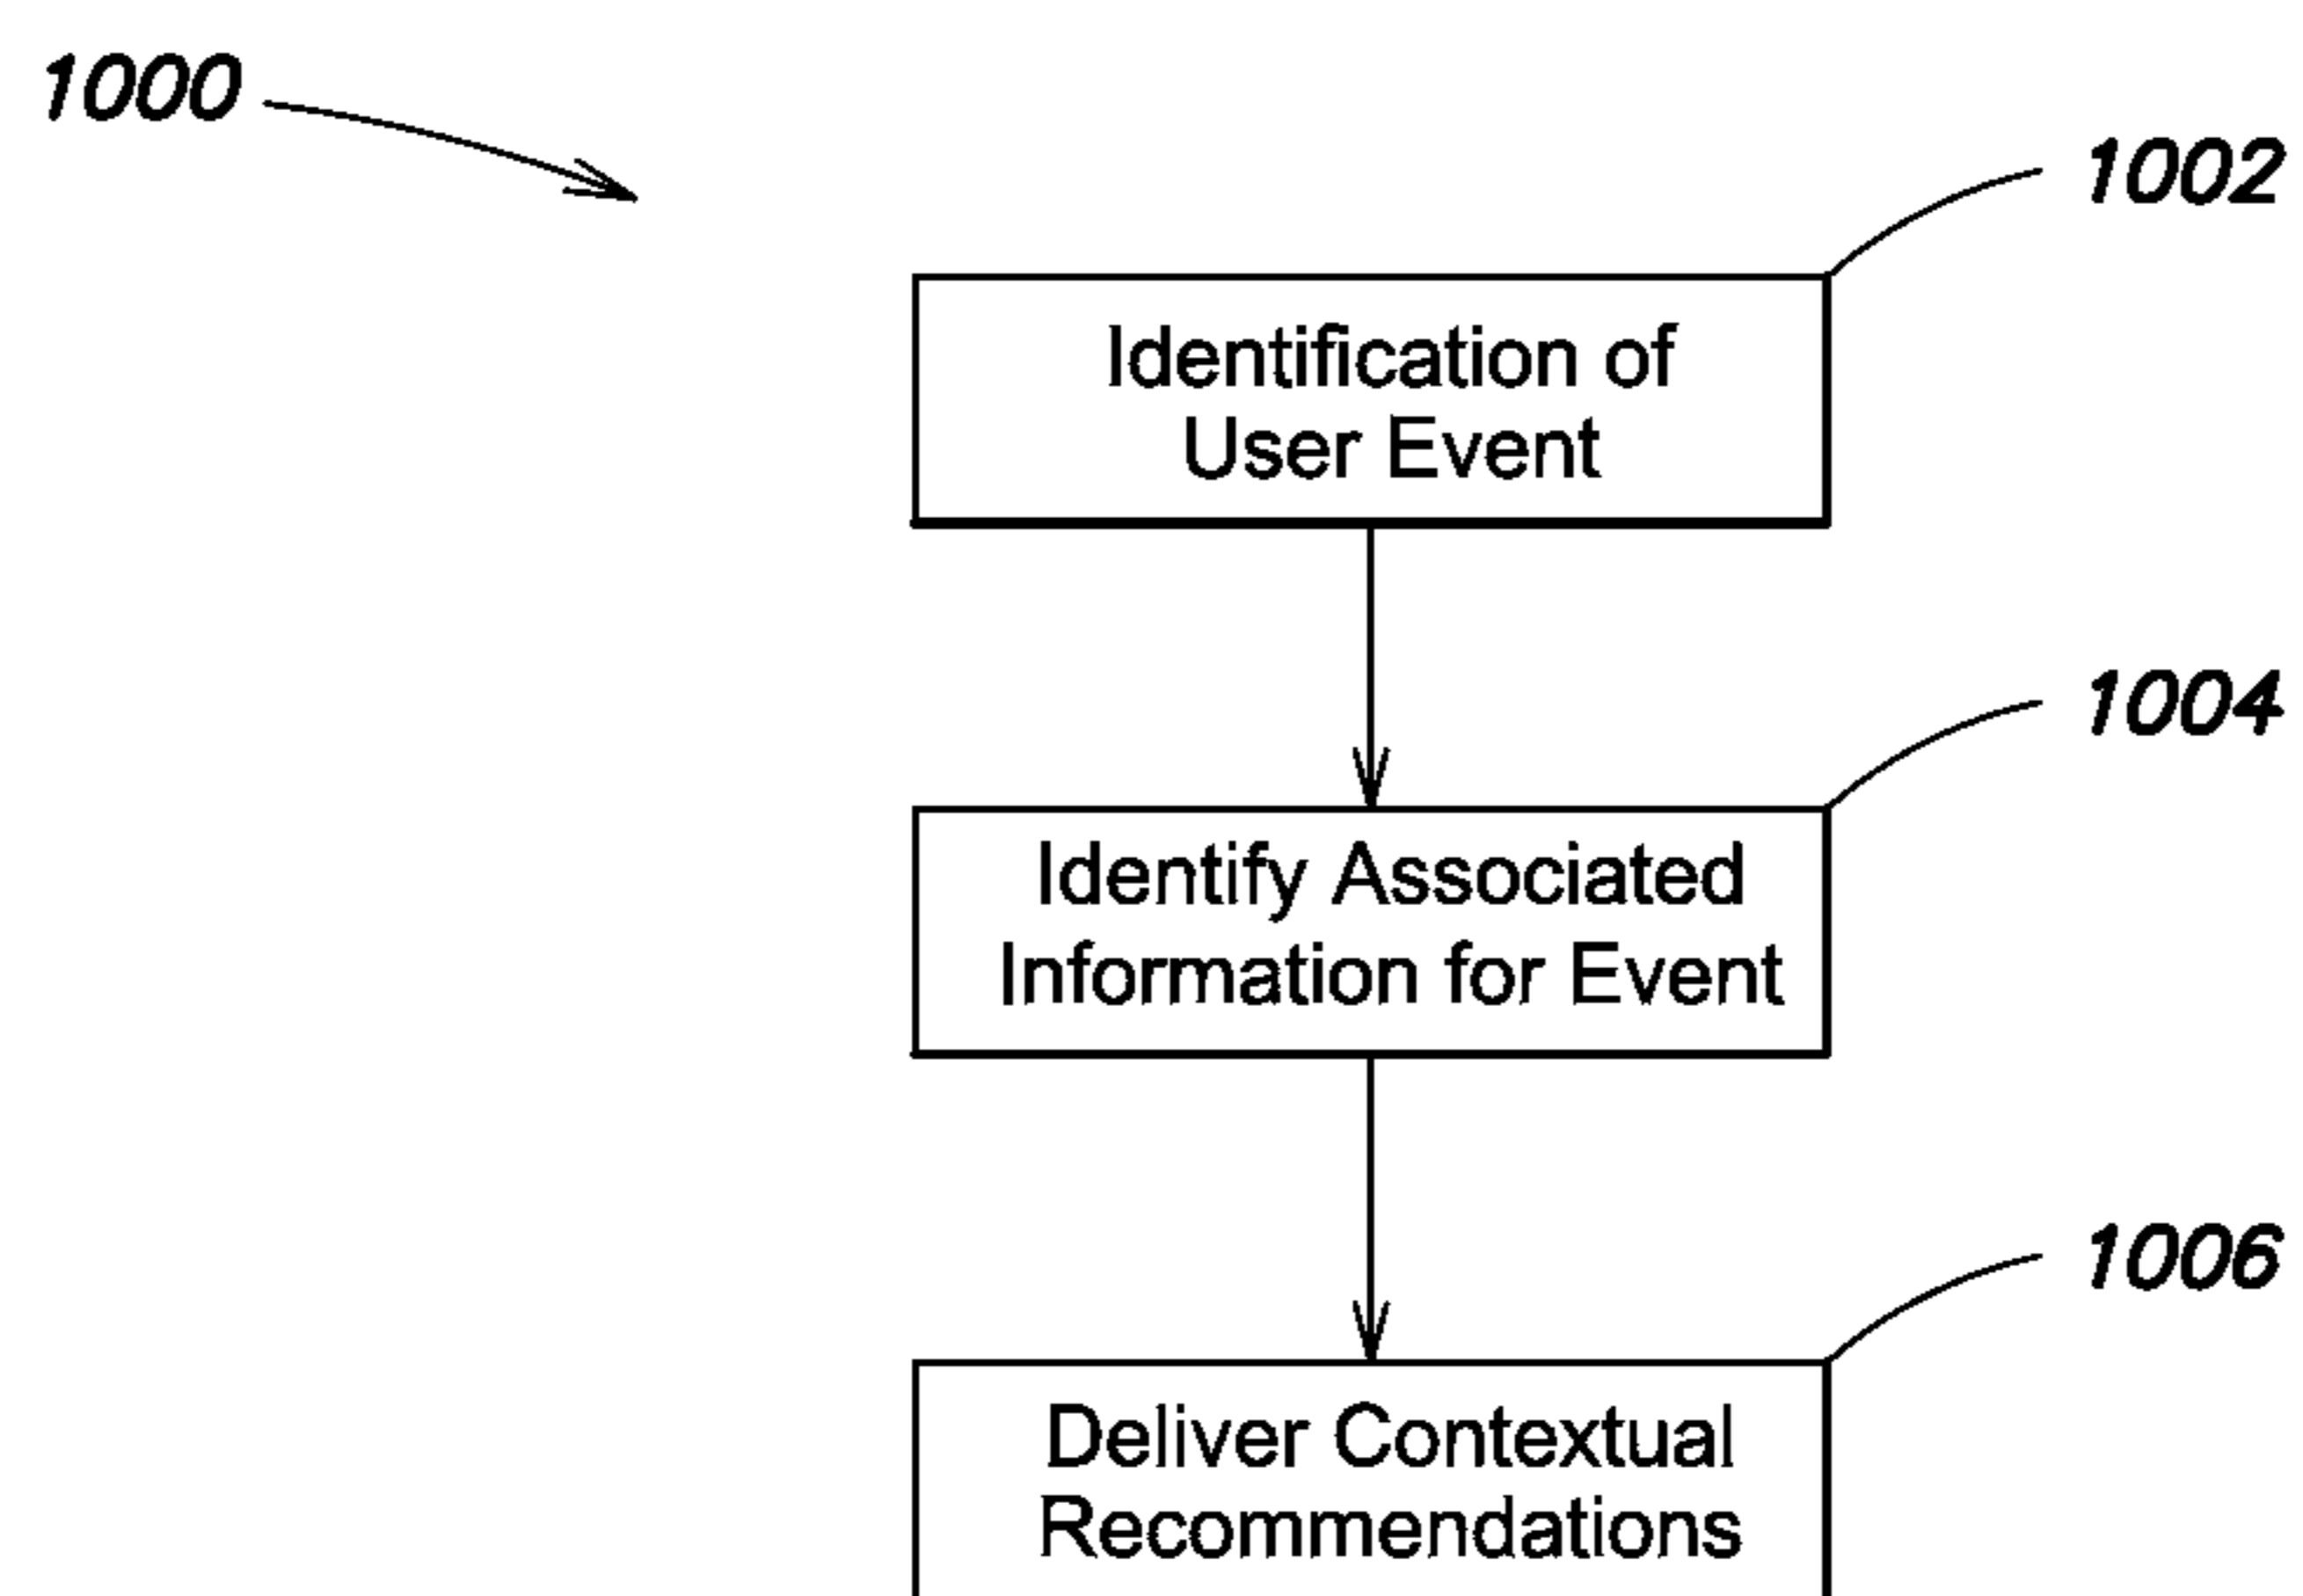 1000
1002
Identification of
User Event
1004
Identify Associated
Information for Event
1006
Deliver Contextual
Recommendations